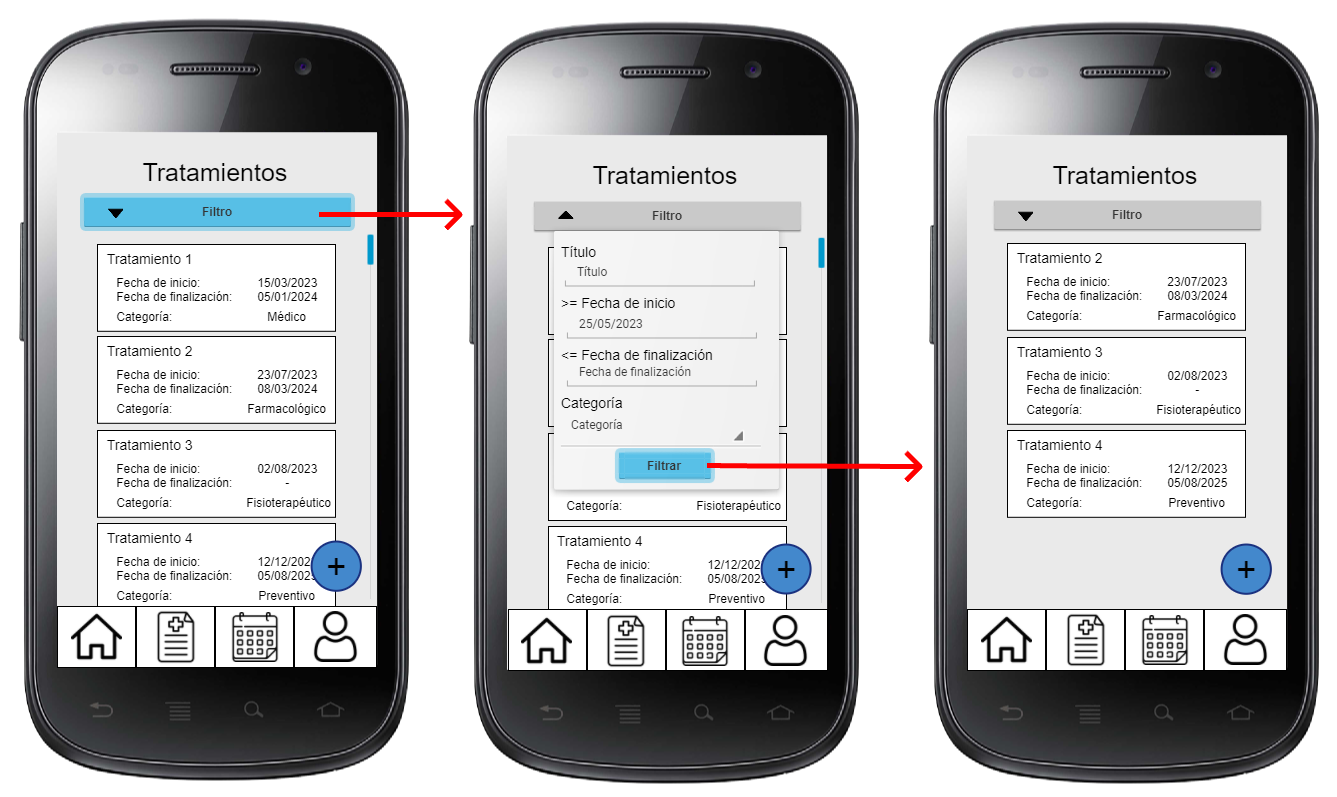 Tratamientos
Filtro
Tratamiento 1
Fecha de inicio: 15/03/2023
Fecha de finalización: 05/01/2024
Categoría: Médico
Tratamiento 2
Fecha de inicio: 23/07/2023
Fecha de finalización: 08/03/2024
Categoría: Farmacológico
Tratamiento 3
Fecha de inicio: 02/08/2023
Fecha de finalización: -
Categoría: Fisioterapéutico
Tratamiento 4
Fecha de inicio: 12/12/202
Fecha de finalización: 05/08/202
Categoría: Preventivo
+
Tratamientos
Filtro
Título
Título
>= Fecha de inicio
25/05/2023
<= Fecha de finalización
Fecha de finalización
Categoría
Categoría
Filtrar
Categoría: Fisioterapéutico
Tratamiento 4
Fecha de inicio: 12/12/202
Fecha de finalización: 05/08/202
Categoría: Preventivo
+
Tratamientos
Filtro
Tratamiento 2
Fecha de inicio: 23/07/2023
Fecha de finalización: 08/03/2024
Categoría: Farmacológico
Tratamiento 3
Fecha de inicio: 02/08/2023
Fecha de finalización: -
Categoría: Fisioterapéutico
Tratamiento 4
Fecha de inicio: 12/12/2023
Fecha de finalización: 05/08/2025
Categoría: Preventivo
+